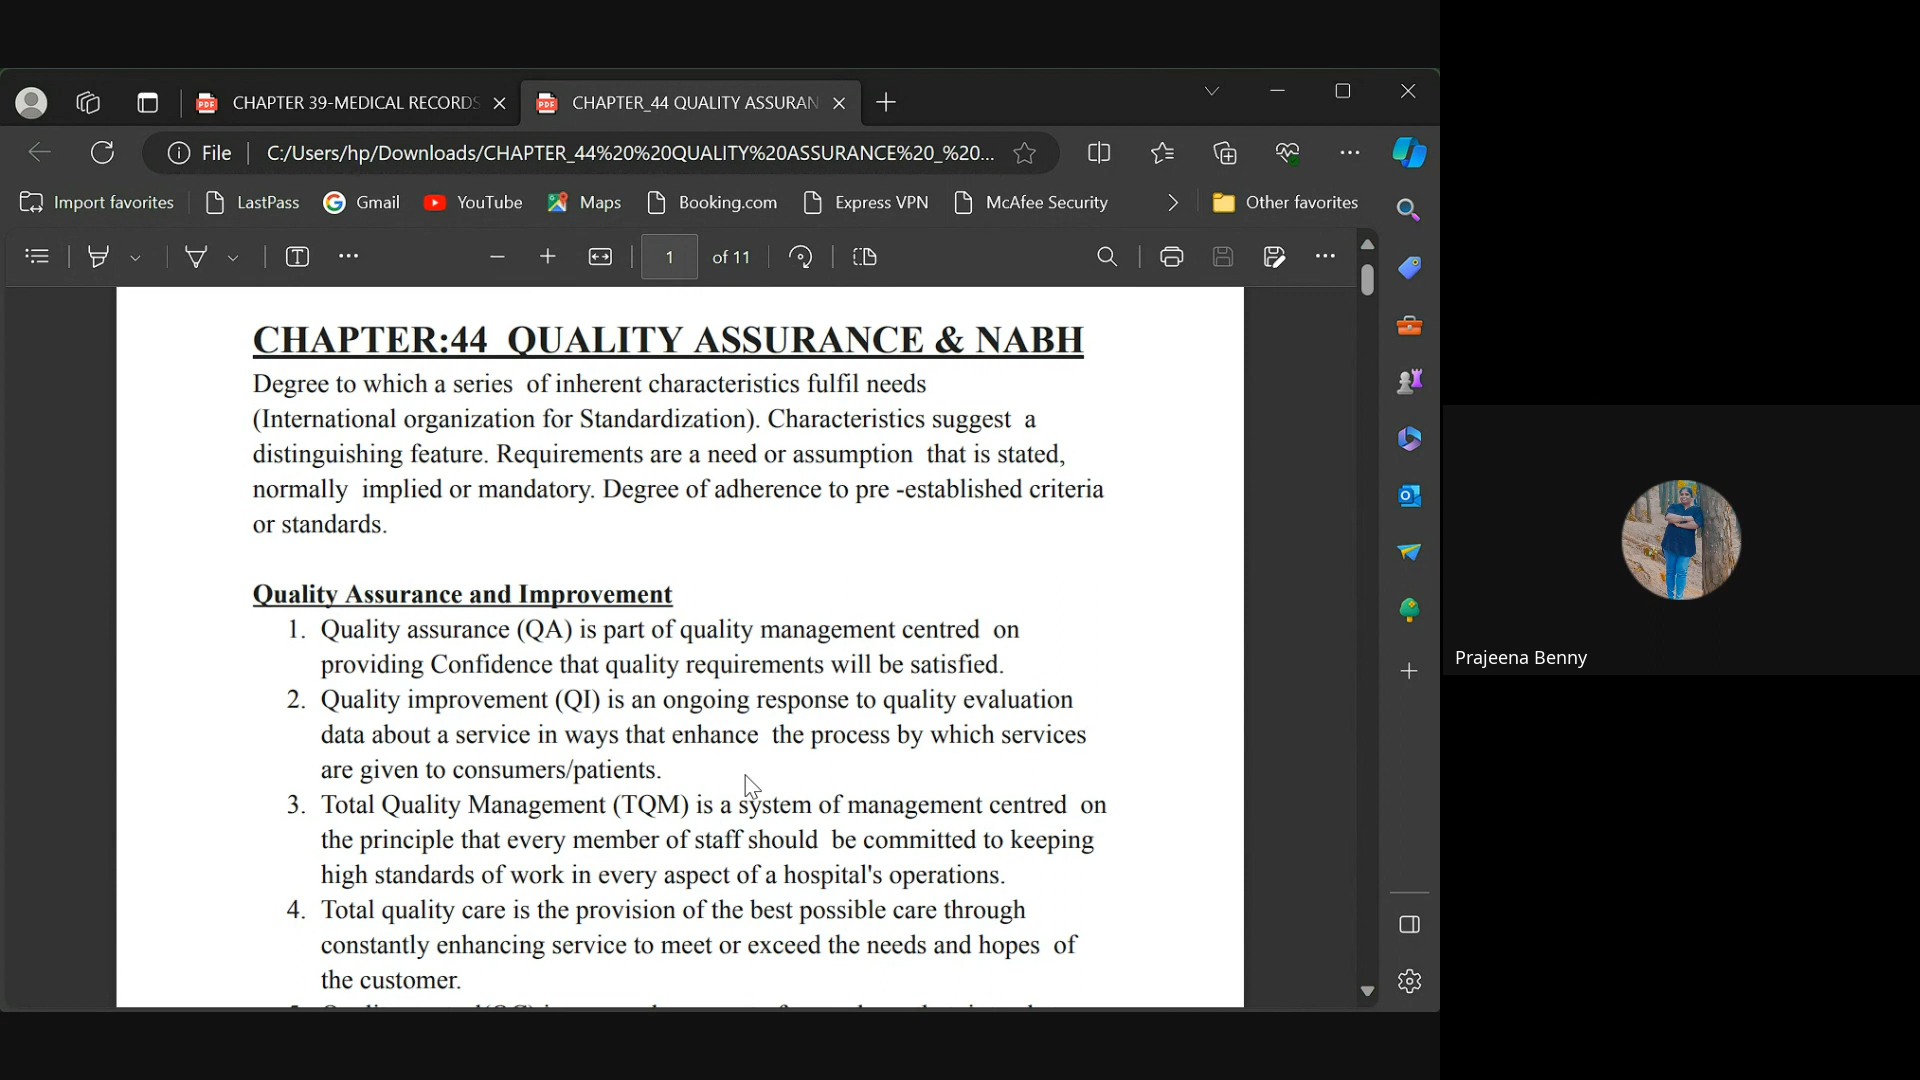 CHAPTER 39-MEDICAL RECORDS
CHAPTER_44 QUALITY ASSURAN
File
C:/Users/hp/Downloads/CHAPTER_44%20%20QUALITY%20ASSURANCE%20_%20...
Import favorites
LastPass
Gmail
YouTube
Maps
Booking.com
Express VPN
McAfee Security
Other favorites
1 of 11
CHAPTER:44 QUALITY ASSURANCE & NABH
Degree to which a series of inherent characteristics fulfil needs
(International organization for Standardization). Characteristics suggest a
distinguishing feature. Requirements are a need or assumption that is stated,
normally implied or mandatory. Degree of adherence to pre -established criteria
or standards.
Quality Assurance and Improvement
1. Quality assurance (QA) is part of quality management centred on
providing Confidence that quality requirements will be satisfied.
2. Quality improvement (QI) is an ongoing response to quality evaluation
data about a service in ways that enhance the process by which services
are given to consumers/patients.
3. Total Quality Management (TQM) is a system of management centred on
the principle that every member of staff should be committed to keeping
high standards of work in every aspect of a hospital's operations.
4. Total quality care is the provision of the best possible care through
constantly enhancing service to meet or exceed the needs and hopes of
the customer.
Prajeena Benny